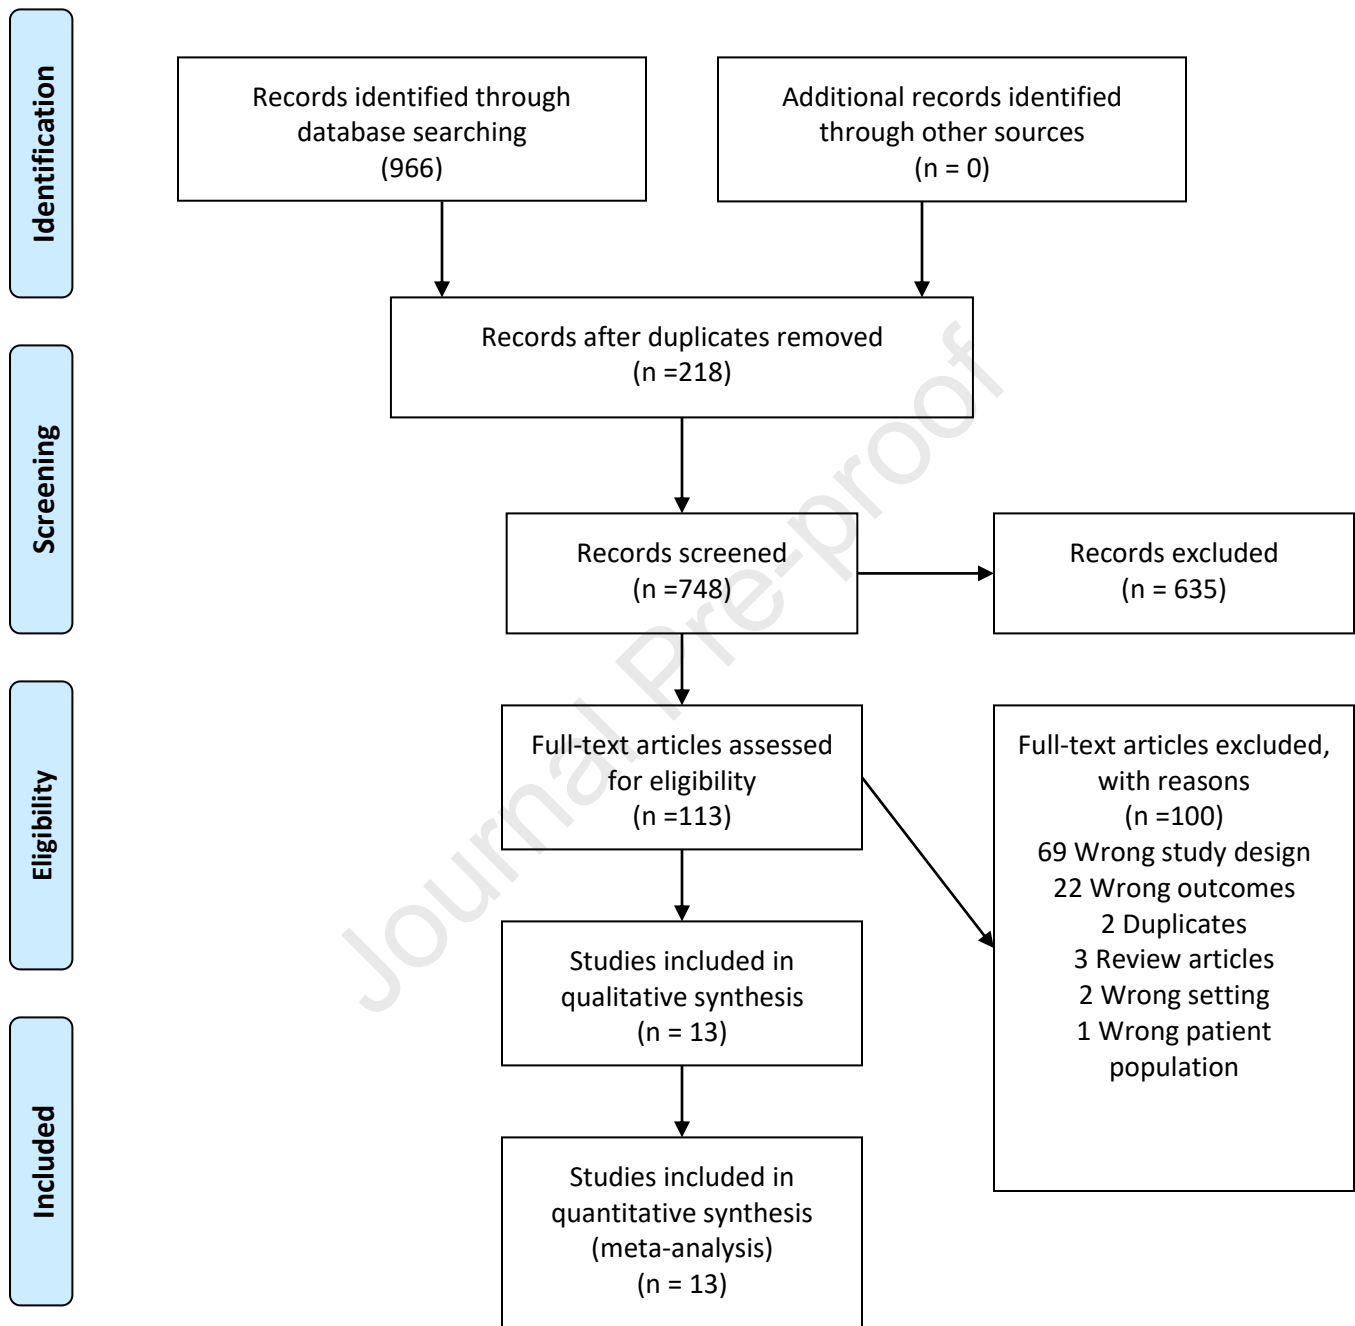 Identification
Records identified through
database searching
(966)
Additional records identified
through other sources
(n = 0)
Records after duplicates removed
(n =218)
Screening
Records screened
(n =748)
Records excluded
(n = 635)
Eligibility
Full-text articles assessed
for eligibility
(n =113)
Full-text articles excluded,
with reasons
(n =100)
69 Wrong study design
22 Wrong outcomes
2 Duplicates
3 Review articles
2 Wrong setting
1 Wrong patient
population
Studies included in
qualitative synthesis
(n = 13)
Included
Studies included in
quantitative synthesis
(meta-analysis)
(n = 13)
Journal Pre-proof